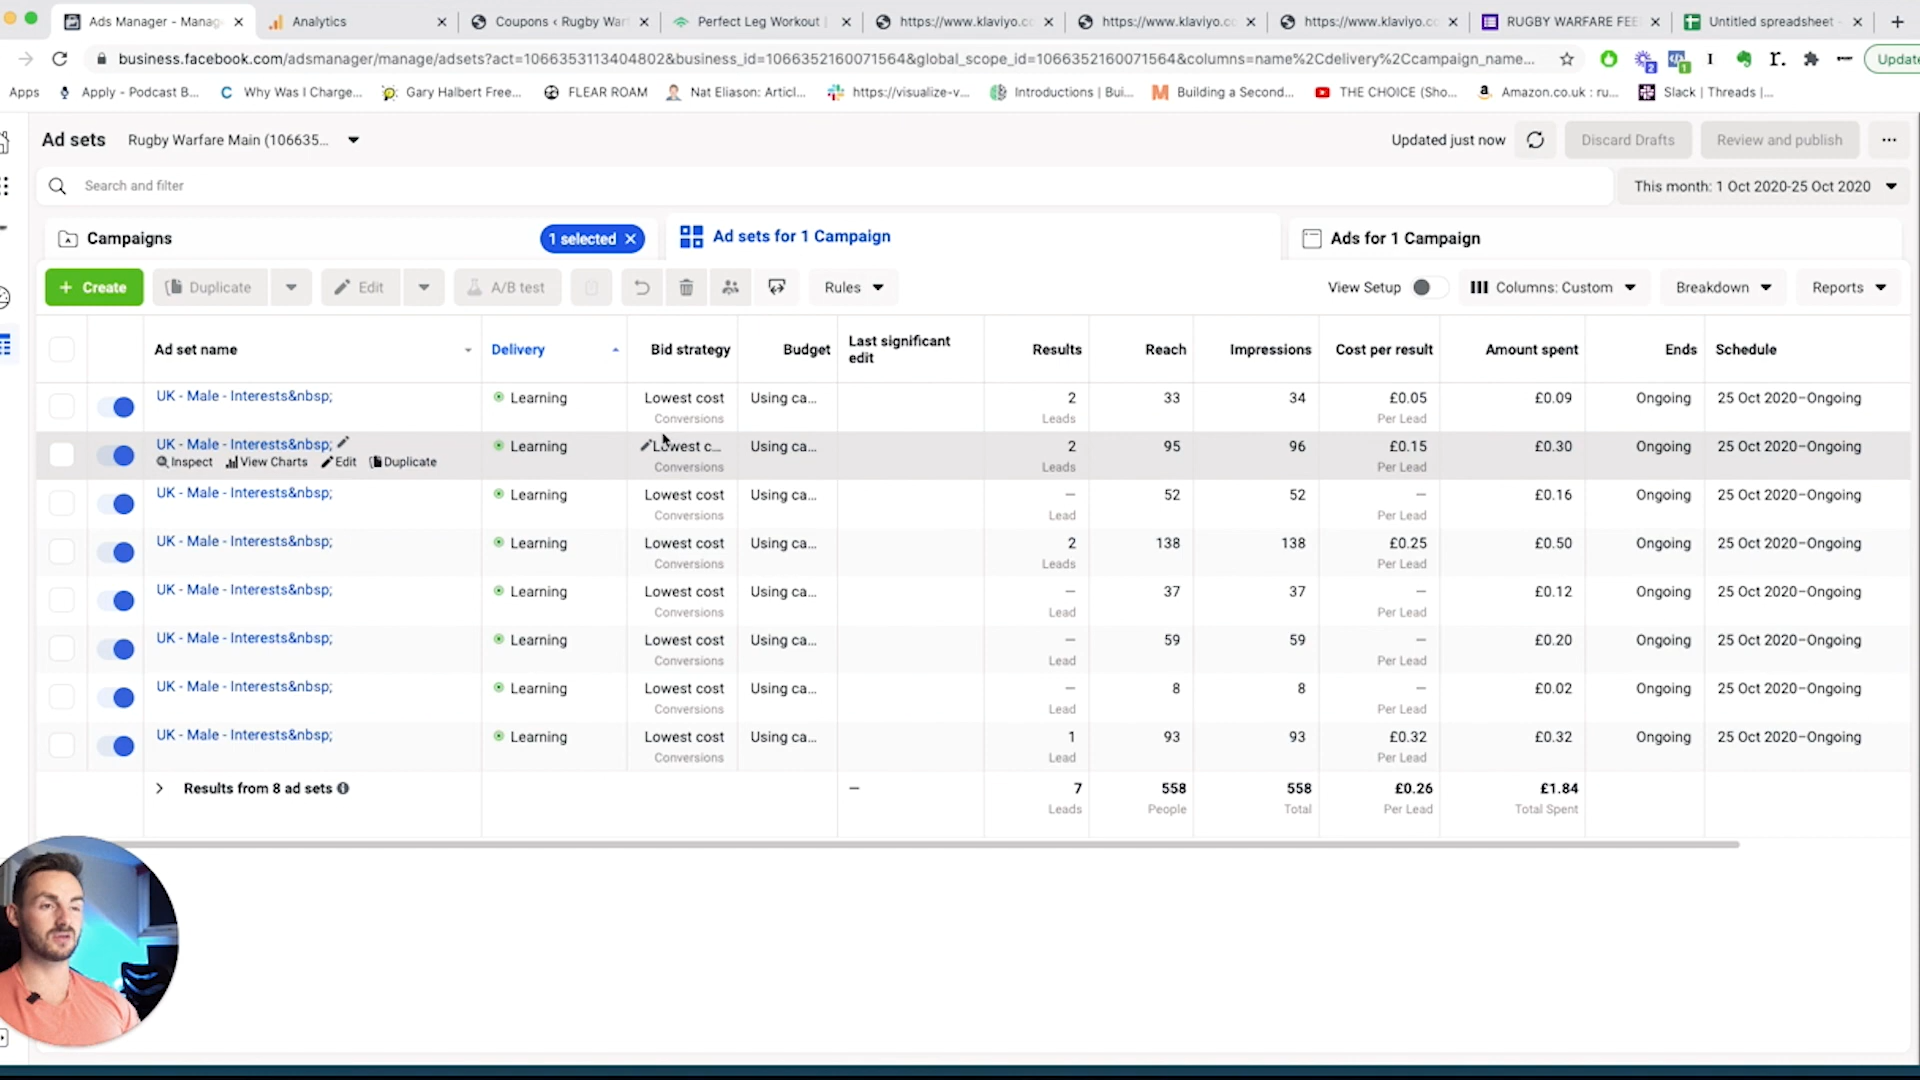 Ads Manager - Manag
Analytics
Coupons ‹ Rugby War
Perfect Leg Workout
https://www.klaviyo.c
https://www.klaviyo.c
https://www.klaviyo.c
RUGBY WARFARE FEE
Untitled spreadsheet -
business.facebook.com/adsmanager/manage/adsets?act=1066353113404802&business_id=1066352160071564&global_scope_id=1066352160071564&columns=name%2Cdelivery%2Ccampaign_name...
Update
Apps
Apply - Podcast B...
Why Was I Charge...
Gary Halbert Free...
FLEAR ROAM
Nat Eliason: Articl...
https://visualize-v...
Introductions | Bui...
Building a Second...
THE CHOICE (Sho...
Amazon.co.uk : ru...
Slack | Threads |...
Ad sets Rugby Warfare Main (106635...
Updated just now
Discard Drafts
Review and publish
Search and filter
This month: 1 Oct 2020-25 Oct 2020
Campaigns 1 selected
Ad sets for 1 Campaign
Ads for 1 Campaign
+ Create Duplicate Edit A/B test Rules
View Setup Columns: Custom Breakdown Reports
Ad set name Delivery Bid strategy Budget Last significant edit Results Reach Impressions Cost per result Amount spent Ends Schedule
UK - Male - Interests&nbsp; Learning Lowest cost Using ca... 2 33 34 £0.05 £0.09 Ongoing 25 Oct 2020–Ongoing
Conversions Leads Per Lead
UK - Male - Interests&nbsp; Learning Lowest c... Using ca... 2 95 96 £0.15 £0.30 Ongoing 25 Oct 2020–Ongoing
Inspect View Charts Edit Duplicate Conversions Leads Per Lead
UK - Male - Interests&nbsp; Learning Lowest cost Using ca... – 52 52 – £0.16 Ongoing 25 Oct 2020–Ongoing
Conversions Lead Per Lead
UK - Male - Interests&nbsp; Learning Lowest cost Using ca... 2 138 138 £0.25 £0.50 Ongoing 25 Oct 2020–Ongoing
Conversions Leads Per Lead
UK - Male - Interests&nbsp; Learning Lowest cost Using ca... – 37 37 – £0.12 Ongoing 25 Oct 2020–Ongoing
Conversions Lead Per Lead
UK - Male - Interests&nbsp; Learning Lowest cost Using ca... – 59 59 – £0.20 Ongoing 25 Oct 2020–Ongoing
Conversions Lead Per Lead
UK - Male - Interests&nbsp; Learning Lowest cost Using ca... – 8 8 – £0.02 Ongoing 25 Oct 2020–Ongoing
Conversions Lead Per Lead
UK - Male - Interests&nbsp; Learning Lowest cost Using ca... 1 93 93 £0.32 £0.32 Ongoing 25 Oct 2020–Ongoing
Conversions Lead Per Lead
Results from 8 ad sets – 7 558 558 £0.26 £1.84
Leads People Total Per Lead Total Spent